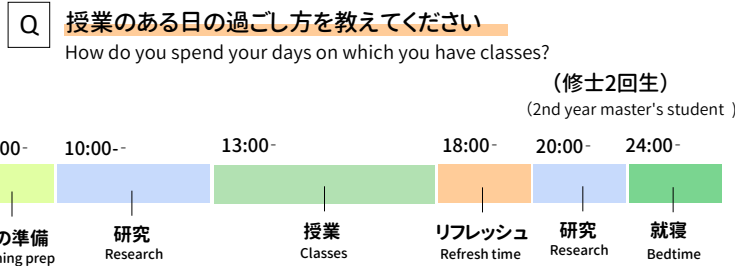 Q 授業のある日の過ごし方を教えてください
How do you spend your days on which you have classes?
（修士2回生）
（2nd year master's student ）
00- 10:00-- 13:00- 18:00- 20:00- 24:00-
の準備 研究 授業 リフレッシュ 研究 就寝
prep Research Classes Refresh time Research Bedtime